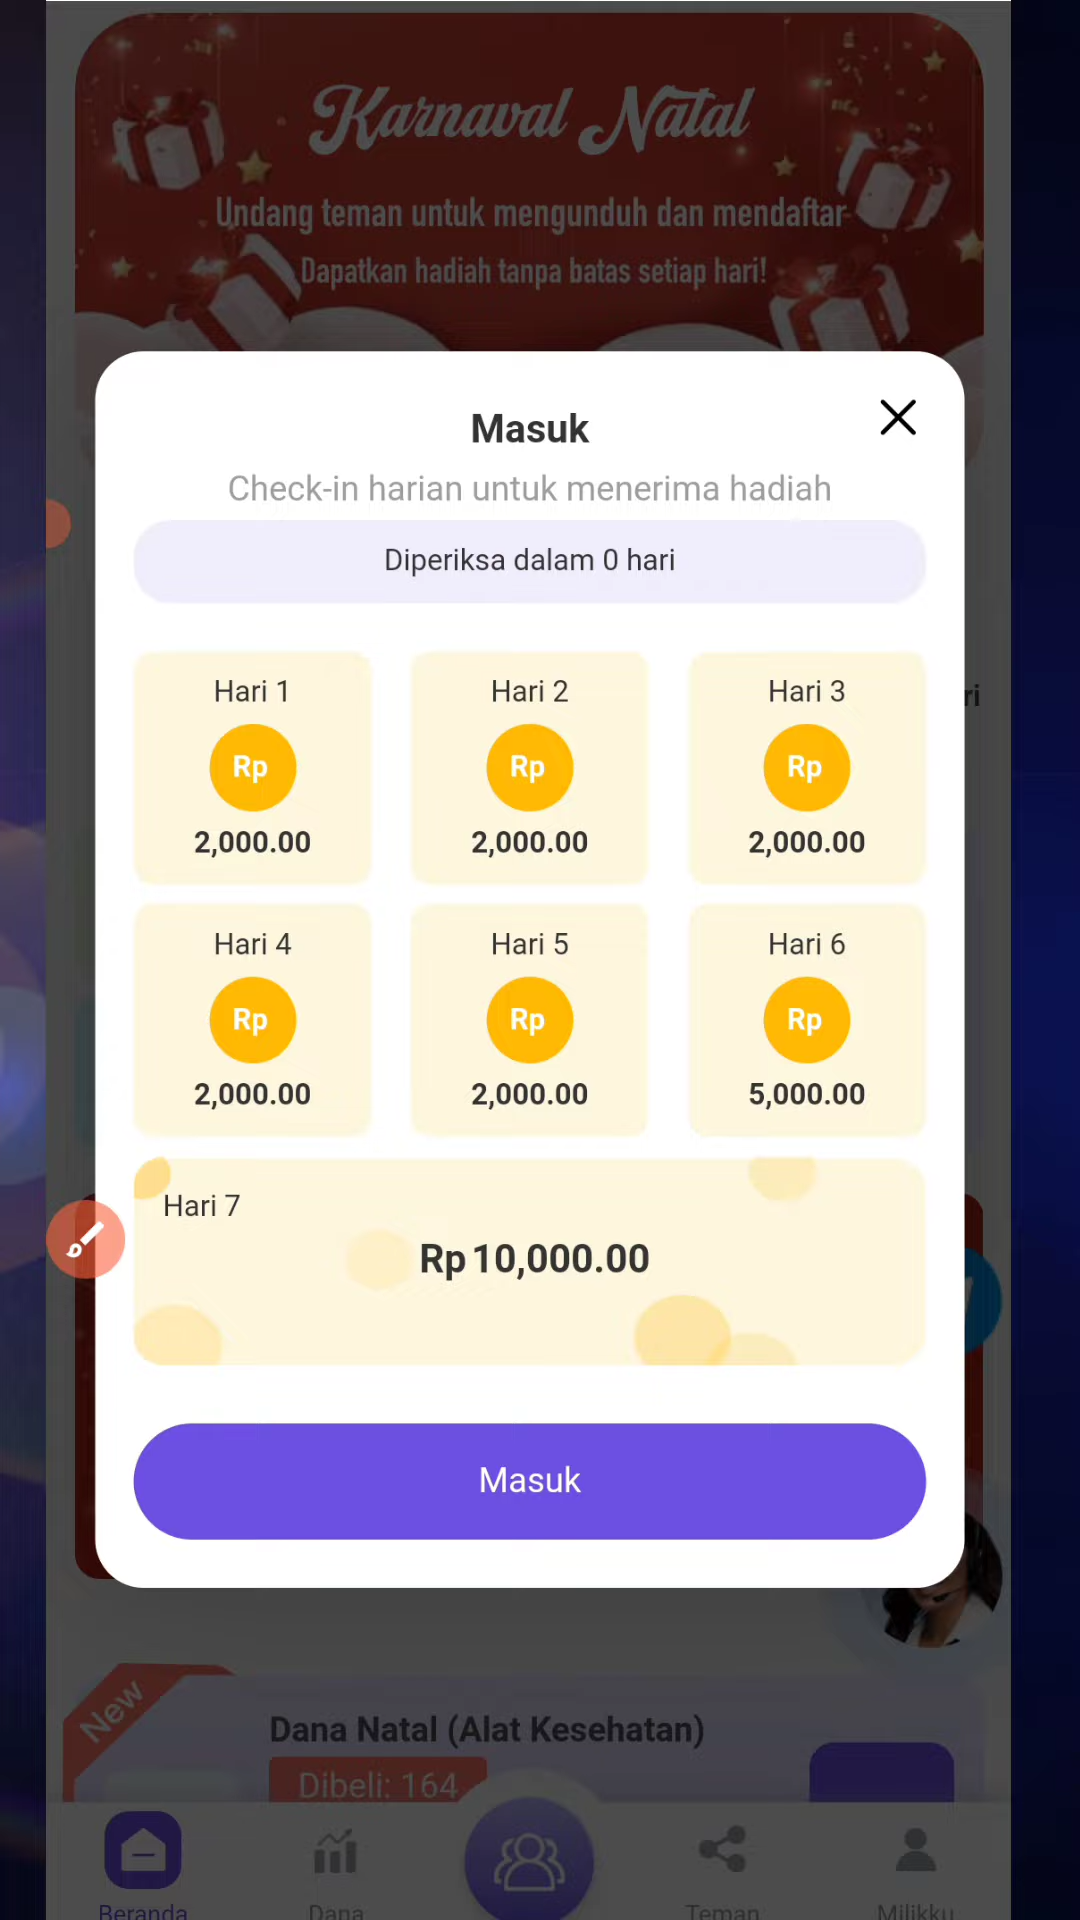 Karnaval Natal
Undang teman untuk mengunduh dan mendaftar
Dapatkan hadiah tanpa batas setiap hari!
Masuk
Check-in harian untuk menerima hadiah
Diperiksa dalam 0 hari
Hari 1
Hari 2
Hari 3
ri
Rp
Rp
Rp
2,000.00
2,000.00
2,000.00
Hari 4
Hari 5
Hari 6
Rp
Rp
Rp
2,000.00
2,000.00
5,000.00
Hari 7
Rp 10,000.00
Masuk
New
Dana Natal (Alat Kesehatan)
Dibeli: 164
Beranda
Dana
Teman
Milikku